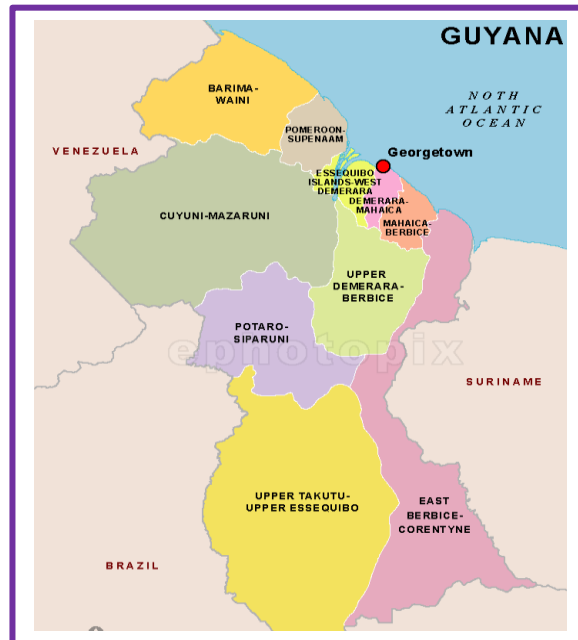 GUYANA
BARIMA-
WAINI
NOTH
ATLANTIC
OCEAN
POMEROON-
SUPENAAM
VENEZUELA
Georgetown
ESSEQUIBO
ISLANDS-WEST
DEMERARA
DEMERARA-
MAHAICA
CUYUNI-MAZARUNI
MAHAICA-
BERBICE
UPPER
DEMERARA-
BERBICE
POTARO-
SIPARUNI
ephotopix
SURINAME
UPPER TAKUTU-
UPPER ESSEQUIBO
EAST
BERBICE-
CORENTYNE
BRAZIL